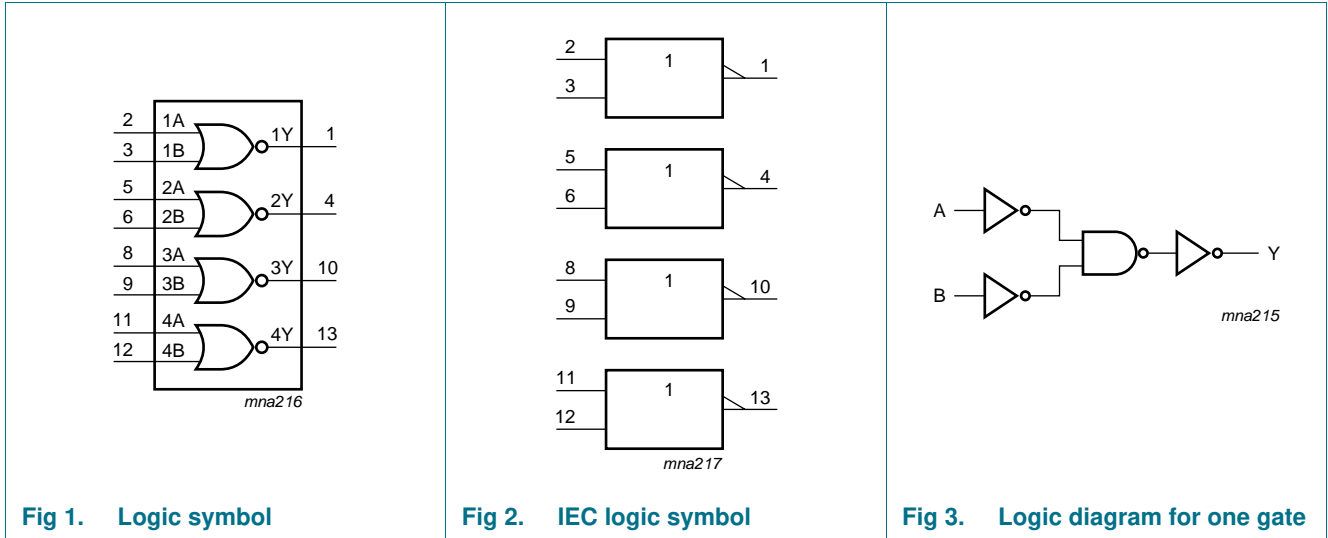 2 1A 1Y 1
3 1B
5 2A 2Y 4
6 2B
8 3A 3Y 10
9 3B
11 4A 4Y 13
12 4B
mna216
Fig 1. Logic symbol
2 1 1
3
5 1 4
6
8 1 10
9
11 1 13
12
mna217
Fig 2. IEC logic symbol
A
Y
B
mna215
Fig 3. Logic diagram for one gate